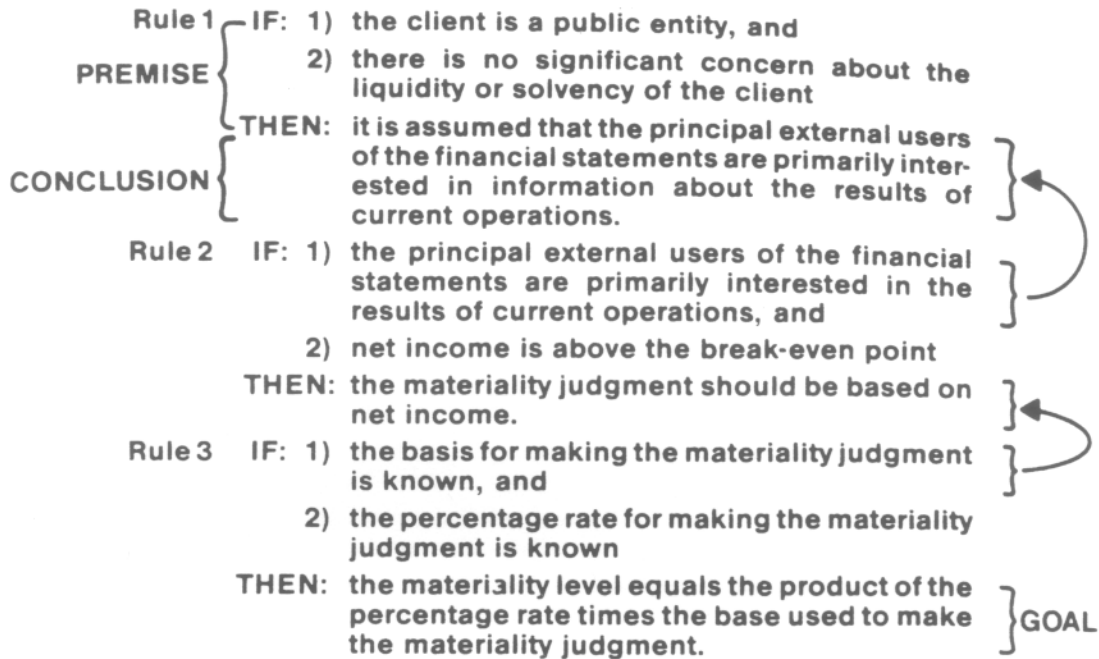 Rule 1 IF: 1) the client is a public entity, and
PREMISE
2) there is no significant concern about the
liquidity or solvency of the client
THEN: it is assumed that the principal external users
of the financial statements are primarily inter-
CONCLUSION
ested in information about the results of
current operations.
Rule 2 IF: 1) the principal external users of the financial
statements are primarily interested in the
results of current operations, and
2) net income is above the break-even point
THEN: the materiality judgment should be based on
net income.
Rule 3 IF: 1) the basis for making the materiality judgment
is known, and
2) the percentage rate for making the materiality
judgment is known
THEN: the materiality level equals the product of the
percentage rate times the base used to make
GOAL
the materiality judgment.